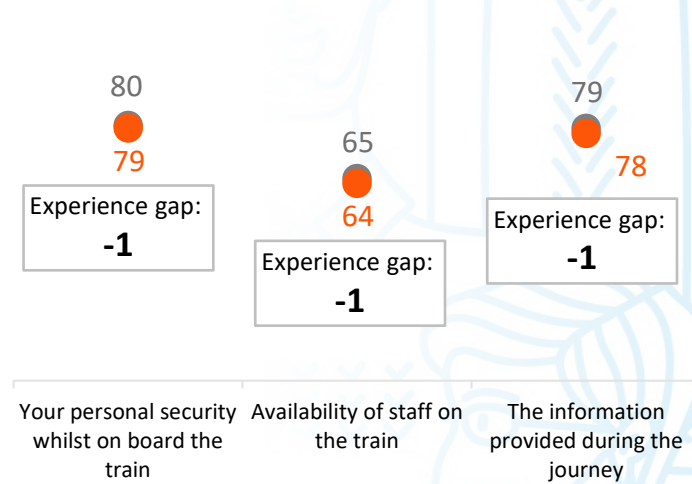 80
79
Experience gap:
-1
65
64
Experience gap:
-1
79
78
Experience gap:
-1
Your personal security
whilst on board the
train
Availability of staff on
the train
The information
provided during the
journey